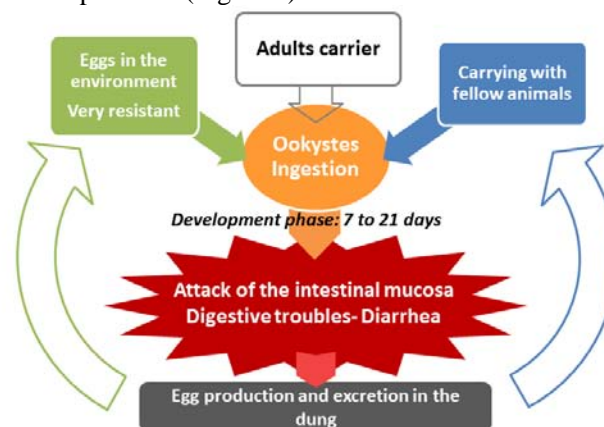 Adults carrier
Eggs in the
environment
Very resistant
Carrying with
fellow animals
Ookystes
Ingestion
Development phase: 7 to 21 days
Attack of the intestinal mucosa
Digestive troubles- Diarrhea
Egg production and excretion in the
dung